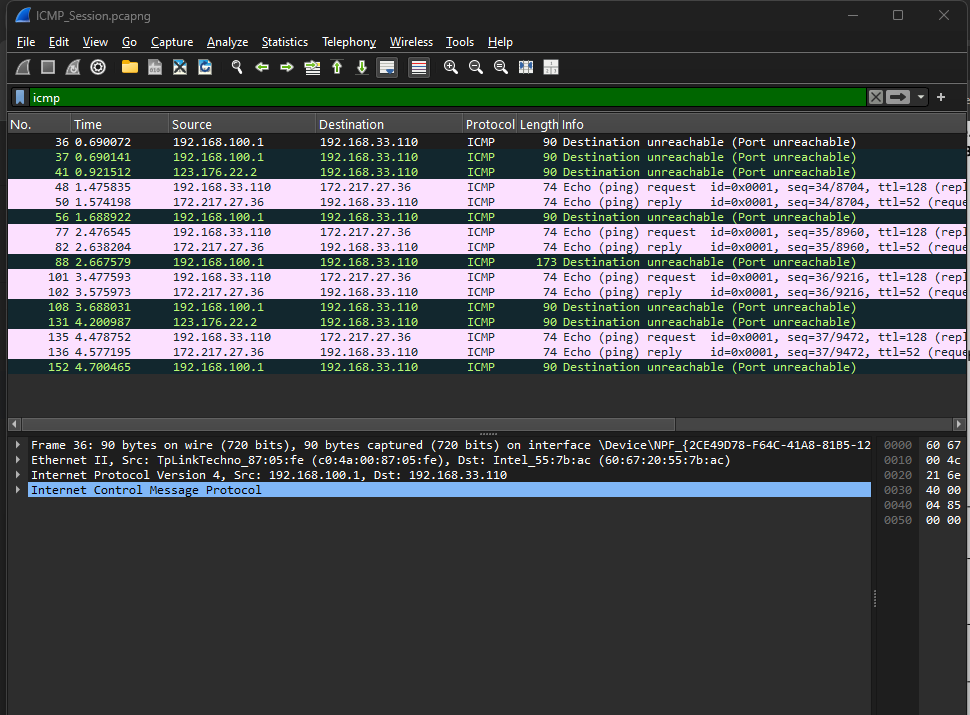 ICMP_Session.pcapng
File Edit View Go Capture Analyze Statistics Telephony Wireless Tools Help
icmp
No. Time Source Destination Protocol Length Info
36 0.690072 192.168.100.1 192.168.33.110 ICMP 90 Destination unreachable (Port unreachable)
37 0.690141 192.168.100.1 192.168.33.110 ICMP 90 Destination unreachable (Port unreachable)
41 0.921512 123.176.22.2 192.168.33.110 ICMP 90 Destination unreachable (Port unreachable)
48 1.475835 192.168.33.110 172.217.27.36 ICMP 74 Echo (ping) request id=0x0001, seq=34/8704, ttl=128 (repl
50 1.574198 172.217.27.36 192.168.33.110 ICMP 74 Echo (ping) reply id=0x0001, seq=34/8704, ttl=52 (reque
56 1.688922 192.168.100.1 192.168.33.110 ICMP 90 Destination unreachable (Port unreachable)
77 2.476545 192.168.33.110 172.217.27.36 ICMP 74 Echo (ping) request id=0x0001, seq=35/8960, ttl=128 (repl
82 2.638204 172.217.27.36 192.168.33.110 ICMP 74 Echo (ping) reply id=0x0001, seq=35/8960, ttl=52 (reque
88 2.667579 192.168.100.1 192.168.33.110 ICMP 173 Destination unreachable (Port unreachable)
101 3.477593 192.168.33.110 172.217.27.36 ICMP 74 Echo (ping) request id=0x0001, seq=36/9216, ttl=128 (repl
102 3.575973 172.217.27.36 192.168.33.110 ICMP 74 Echo (ping) reply id=0x0001, seq=36/9216, ttl=52 (reque
108 3.688031 192.168.100.1 192.168.33.110 ICMP 90 Destination unreachable (Port unreachable)
131 4.200987 123.176.22.2 192.168.33.110 ICMP 90 Destination unreachable (Port unreachable)
135 4.478752 192.168.33.110 172.217.27.36 ICMP 74 Echo (ping) request id=0x0001, seq=37/9472, ttl=128 (repl
136 4.577195 172.217.27.36 192.168.33.110 ICMP 74 Echo (ping) reply id=0x0001, seq=37/9472, ttl=52 (reque
152 4.700465 192.168.100.1 192.168.33.110 ICMP 90 Destination unreachable (Port unreachable)
Frame 36: 90 bytes on wire (720 bits), 90 bytes captured (720 bits) on interface \Device\NPF_{2CE49D78-F64C-41A8-81B5-12
Ethernet II, Src: TpLinkTechno_87:05:fe (c0:4a:00:87:05:fe), Dst: Intel_55:7b:ac (60:67:20:55:7b:ac)
Internet Protocol Version 4, Src: 192.168.100.1, Dst: 192.168.33.110
Internet Control Message Protocol
0000 60 67
0010 00 4c
0020 21 6e
0030 40 00
0040 04 85
0050 00 00